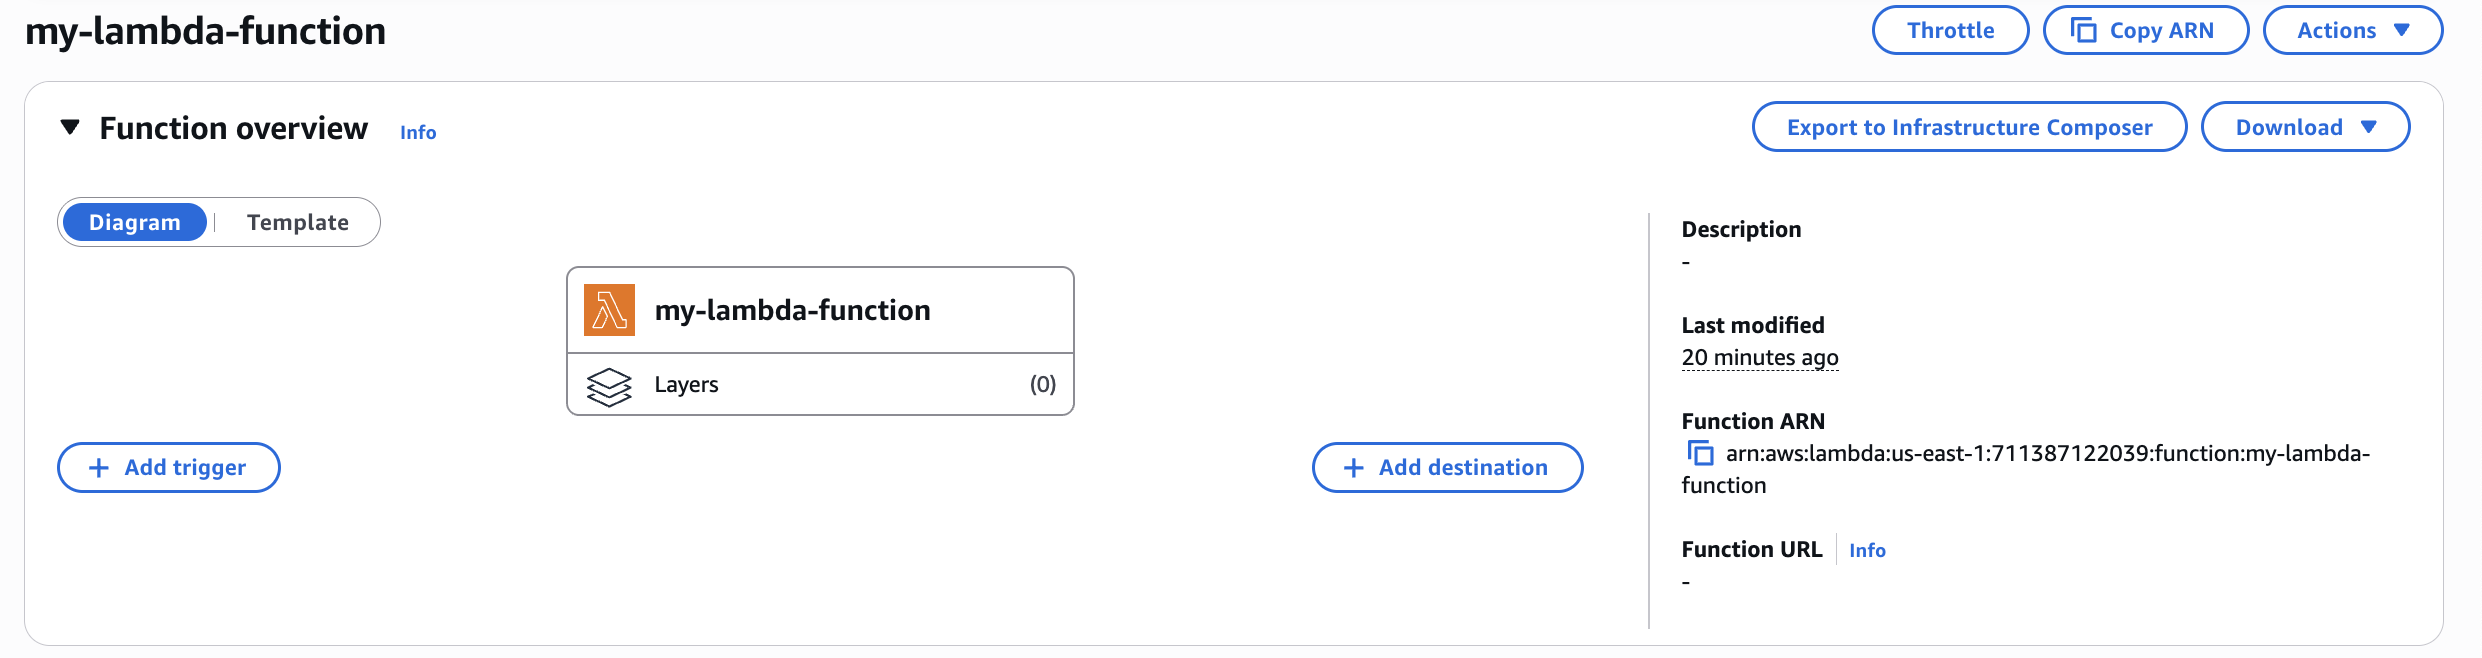 my-lambda-function
Throttle
Copy ARN
Actions
Function overview
Info
Export to Infrastructure Composer
Download
Diagram
Template
my-lambda-function
Layers
(0)
Add trigger
Add destination
Description
-
Last modified
20 minutes ago
Function ARN
arn:aws:lambda:us-east-1:711387122039:function:my-lambda-
function
Function URL
Info
-